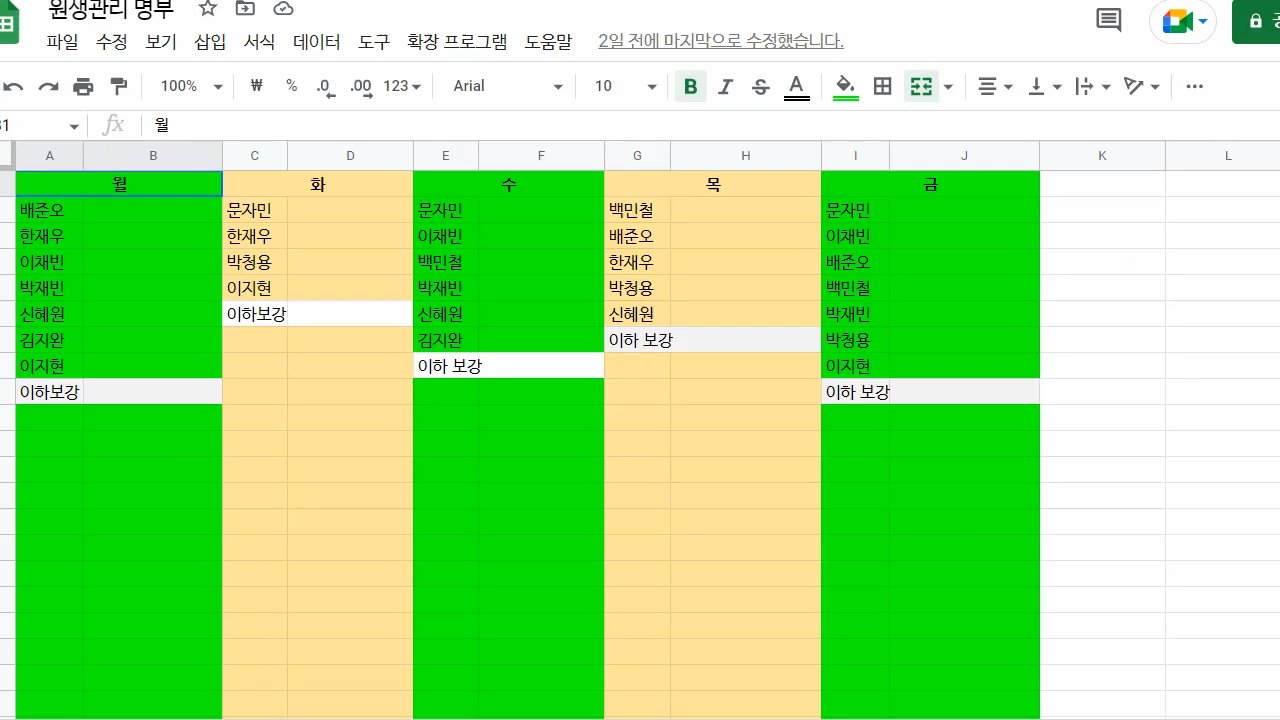 원생관리 명부
파일 수정 보기 삽입 서식 데이터 도구 확장 프로그램 도움말 2일 전에 마지막으로 수정했습니다.
100% ₩ % .0 .00 123 Arial 10 B I S A
31 fx 월
A B C D E F G H I J K L
월 화 수 목 금
배준오 문자민 문자민 백민철 문자민
한재우 한재우 이채빈 배준오 이채빈
이채빈 박청용 백민철 한재우 배준오
박재빈 이지현 박재빈 박청용 백민철
신혜원 이하보강 신혜원 신혜원 박재빈
김지완 김지완 이하 보강 박청용
이지현 이하 보강 이지현
이하보강 이하 보강